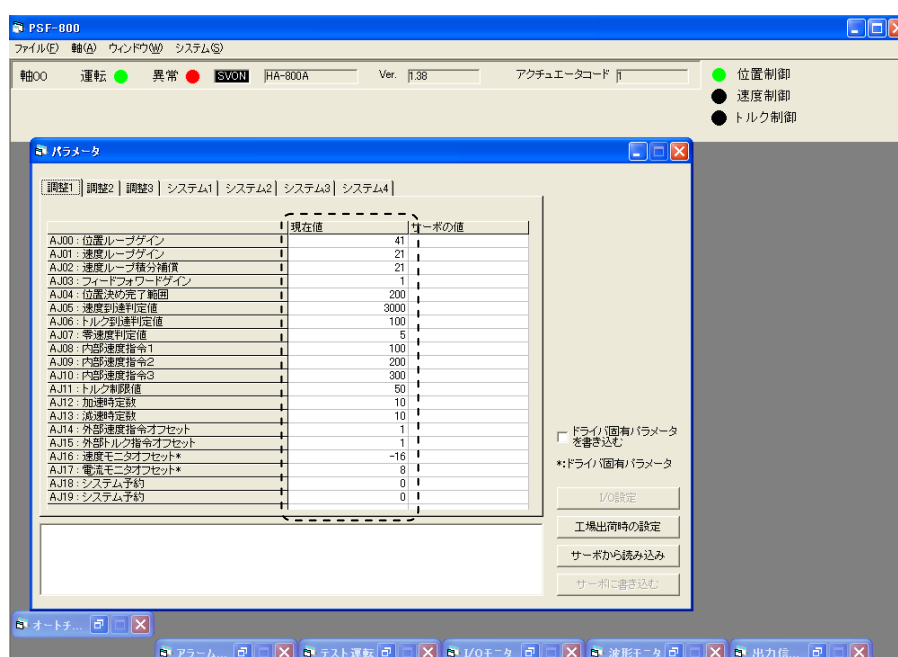 PSF-800
ファイル(F) 軸(A) ウィンドウ(W) システム(S)
軸00 運転 異常 SVON HA-800A Ver. 1.38 アクチュエータコード 1
位置制御
速度制御
トルク制御
パラメータ
調整1 調整2 調整3 システム1 システム2 システム3 システム4
現在値 サーボの値
AJ00:位置ループゲイン 41
AJ01:速度ループゲイン 21
AJ02:速度ループ積分補償 21
AJ03:フィードフォワードゲイン 1
AJ04:位置決め完了範囲 200
AJ05:速度到達判定値 3000
AJ06:トルク到達判定値 100
AJ07:零速度判定値 5
AJ08:内部速度指令1 100
AJ09:内部速度指令2 200
AJ10:内部速度指令3 300
AJ11:トルク制限値 50
AJ12:加速時定数 10
AJ13:減速時定数 10
AJ14:外部速度指令オフセット 1
AJ15:外部トルク指令オフセット 1
AJ16:速度モニタオフセット* -16
AJ17:電流モニタオフセット* 8
AJ18:システム予約 0
AJ19:システム予約 0
ドライバ固有パラメータ
を書き込む
*:ドライバ固有パラメータ
I/O設定
工場出荷時の設定
サーボから読み込み
サーボに書き込む
オートチ...
アラーム... テスト運転 I/Oモニタ 波形モニタ 出力信...